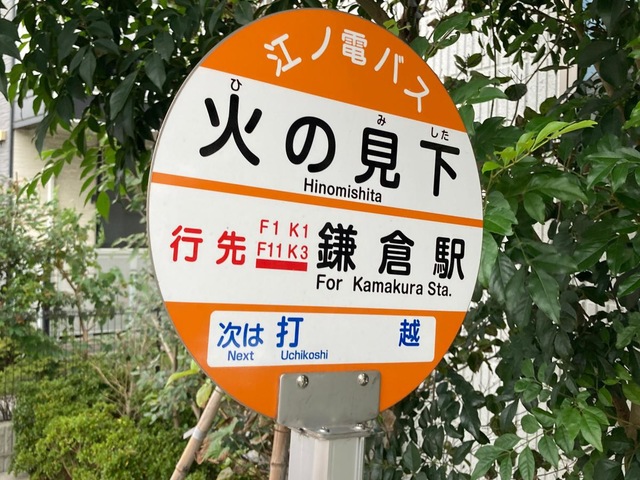 江ノ電バス
ひ み した
火の見下
Hinomishita
行先 F1 K1 鎌倉駅
F11 K3
For Kamakura Sta.
次は 打越
Next Uchikoshi